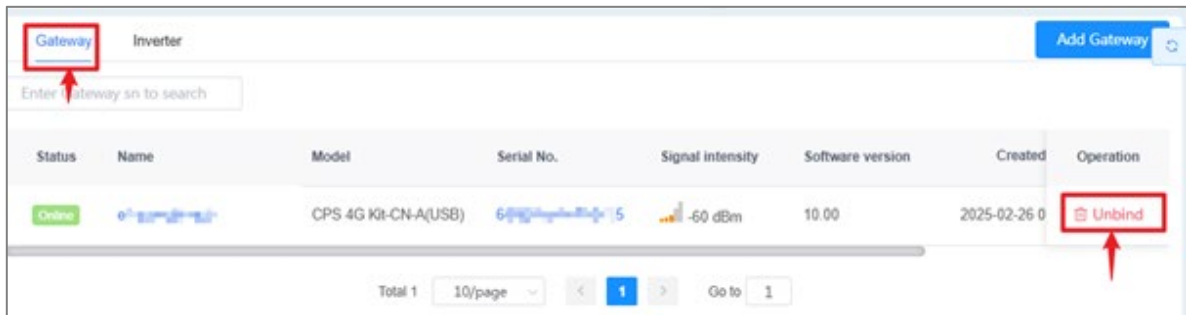 Gateway Inverter Add Gateway
Enter Gateway sn to search
Status Name Model Serial No. Signal intensity Software version Created Operation
Online CPS 4G Kit-CN-A(USB) -60 dBm 10.00 2025-02-26 0 Unbind
Total 1 10/page 1 Go to 1